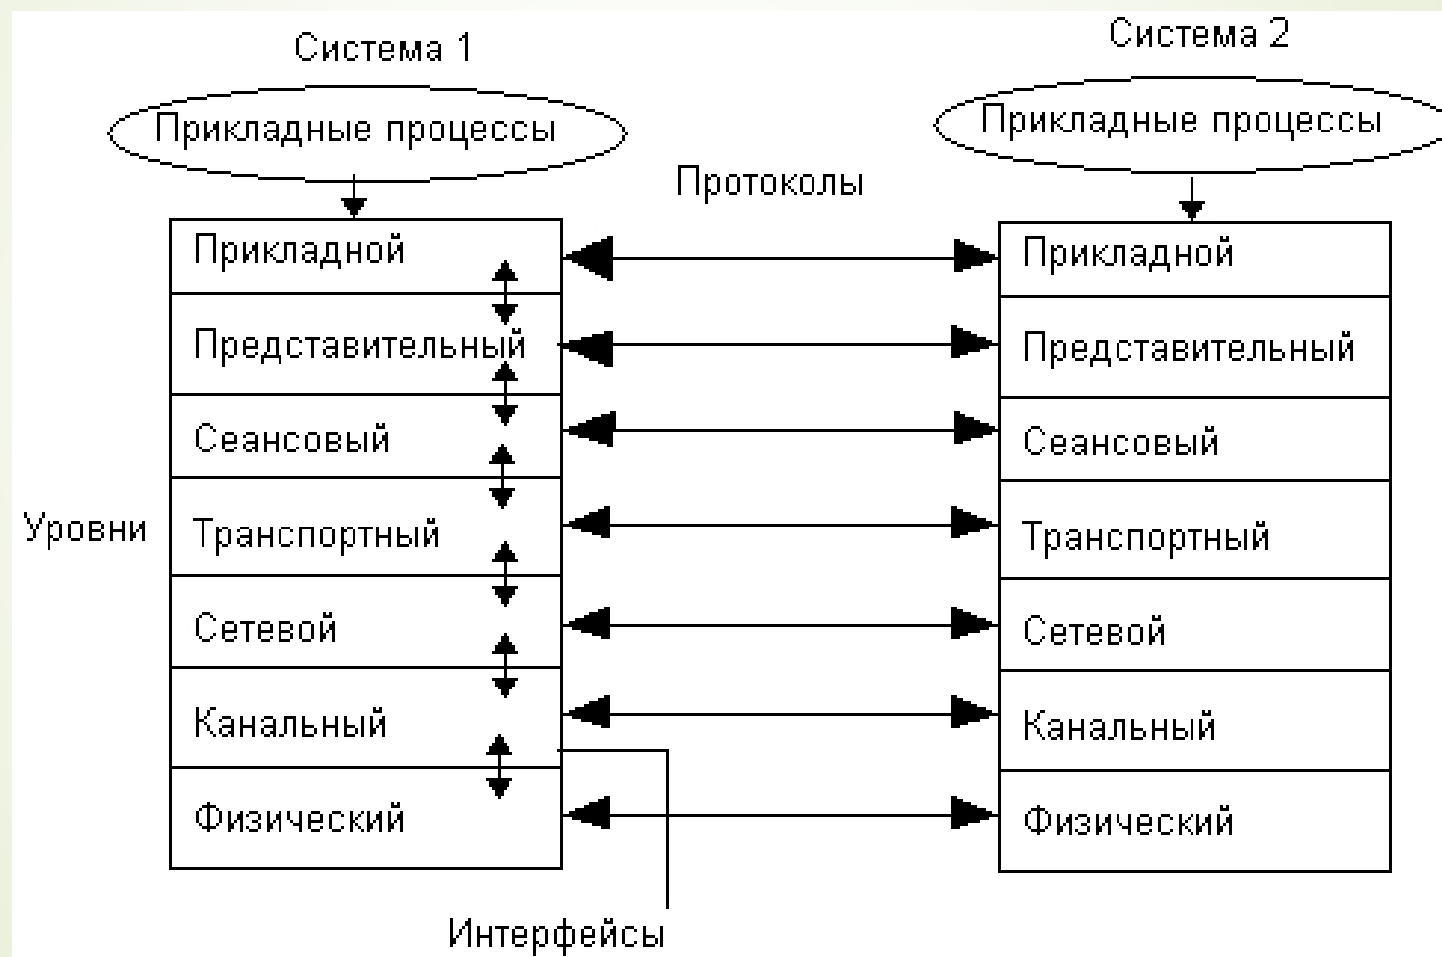 Система 1
Система 2
Прикладные процессы
Прикладные процессы
Протоколы
Прикладной
Прикладной
Представительный
Представительный
Сеансовый
Сеансовый
Уровни
Транспортный
Транспортный
Сетевой
Сетевой
Канальный
Канальный
Физический
Физический
Интерфейсы